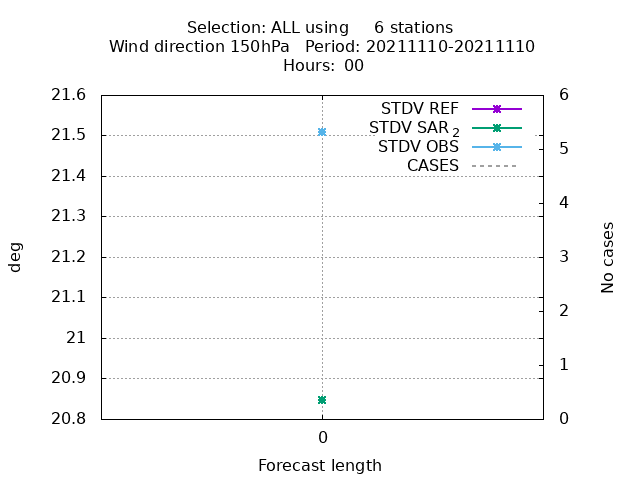 Selection: ALL using     6 stations
Wind direction 150hPa   Period: 20211110-20211110
Hours: 00
21.6
21.5
21.4
21.3
21.2
21.1
21
20.9
20.8
6
5
4
3
2
1
0
STDV REF
STDV SAR 2
STDV OBS
CASES
deg
No cases
0
Forecast length